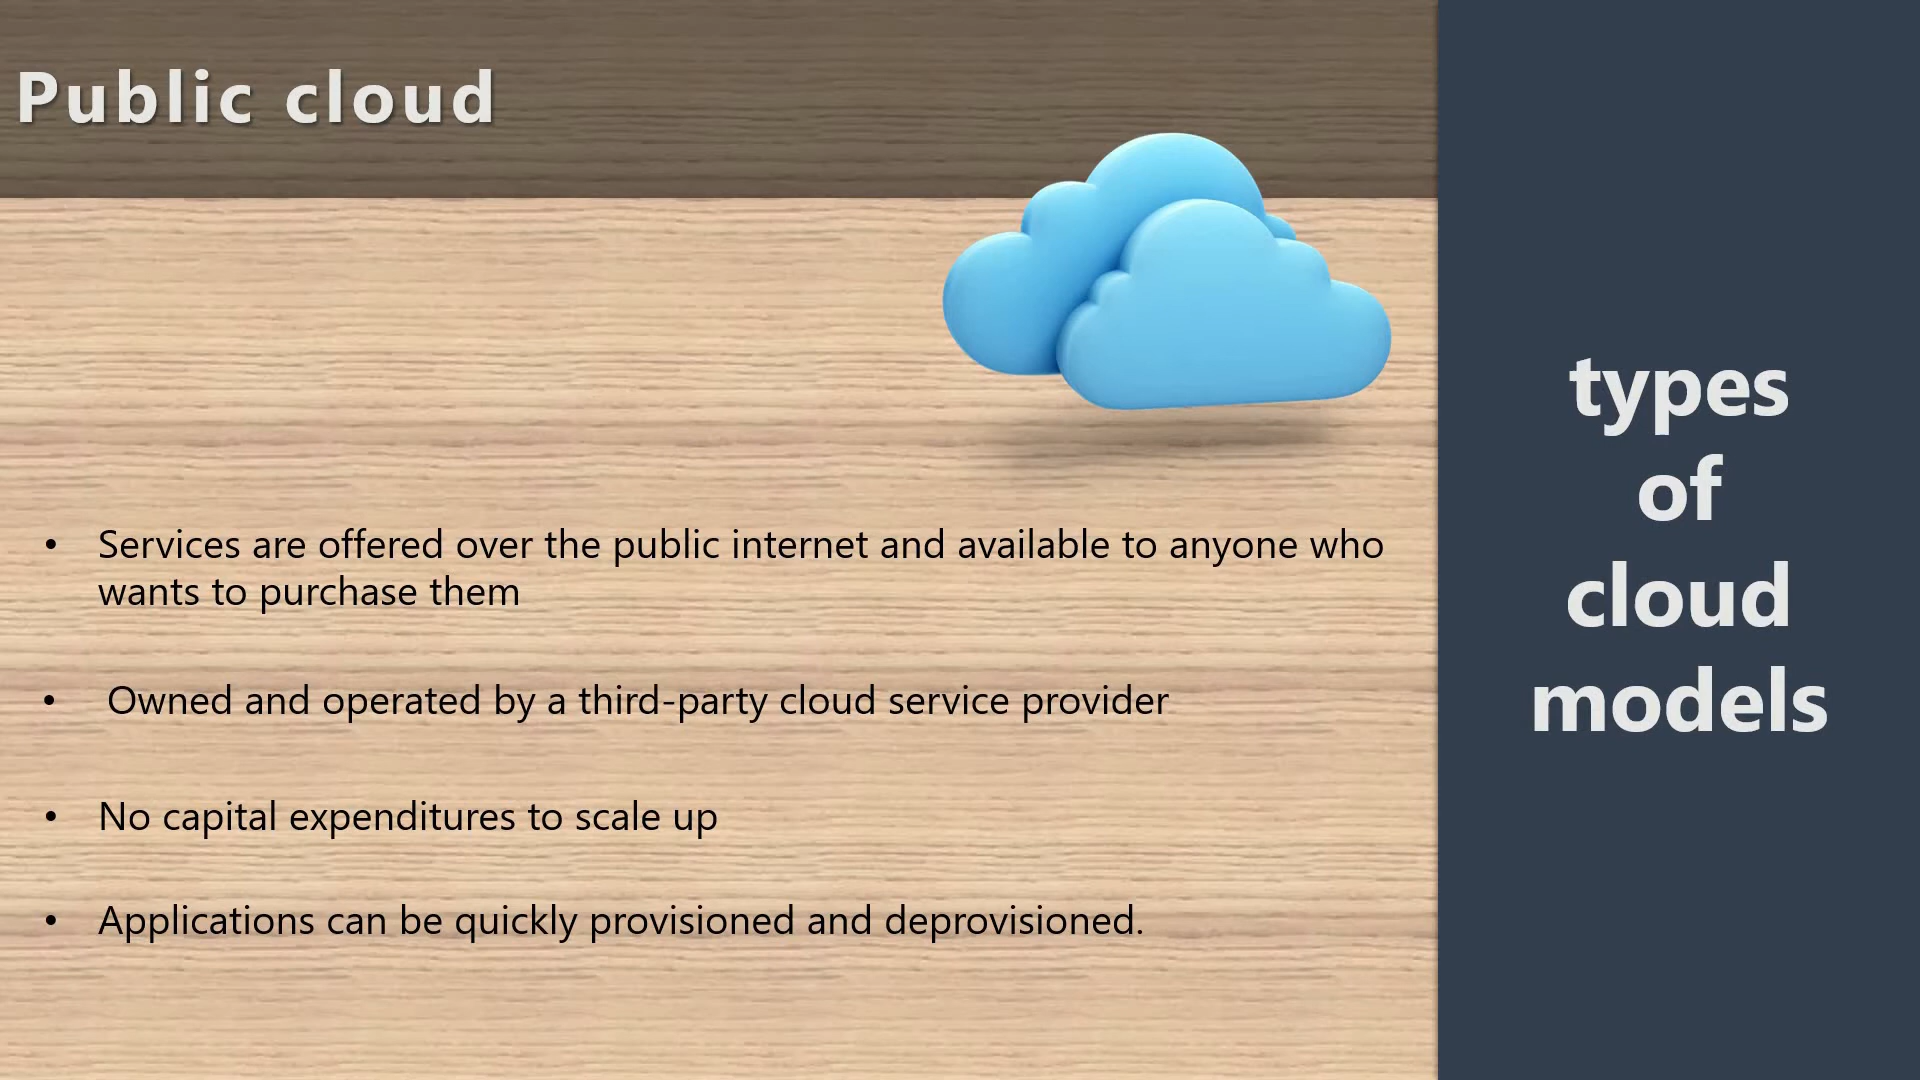 Public cloud
• Services are offered over the public internet and available to anyone who
wants to purchase them
• Owned and operated by a third-party cloud service provider
• No capital expenditures to scale up
• Applications can be quickly provisioned and deprovisioned.
types
of
cloud
models